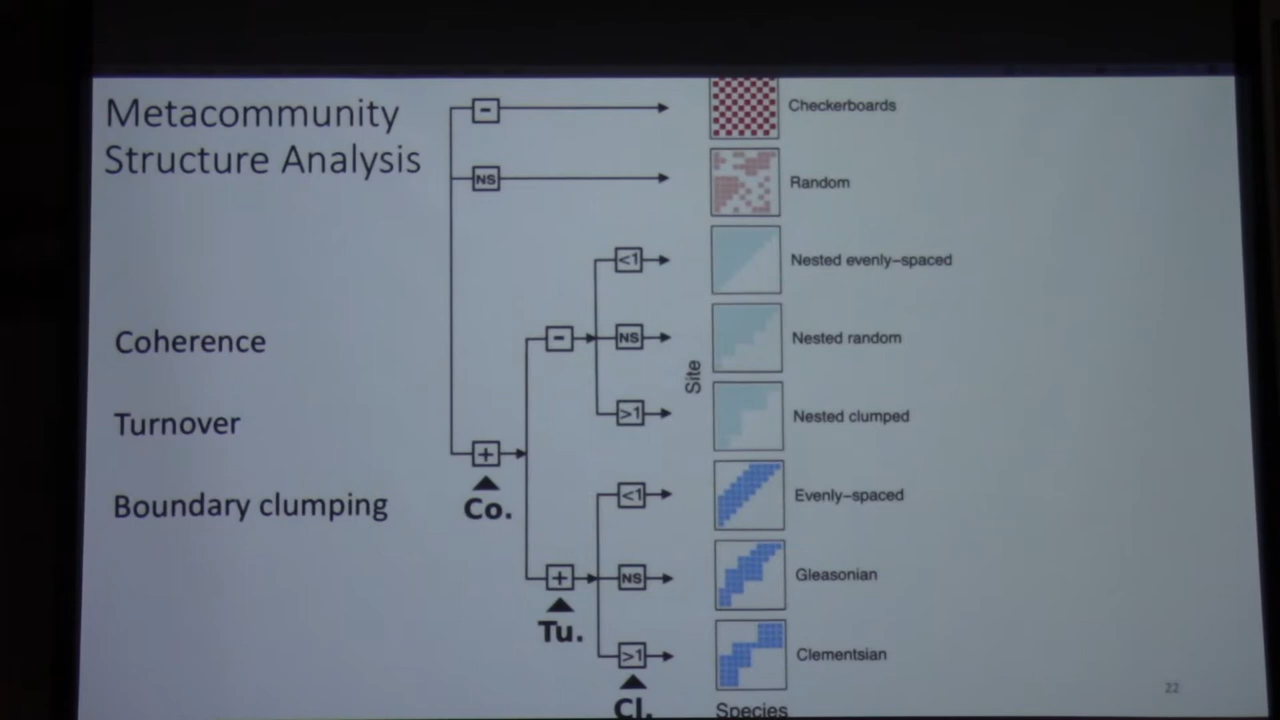 Metacommunity
Structure Analysis
Coherence
Turnover
Boundary clumping
-
NS
+
Co.
-
+
Tu.
<1
NS
>1
<1
NS
>1
Cl.
Site
Checkerboards
Random
Nested evenly-spaced
Nested random
Nested clumped
Evenly-spaced
Gleasonian
Clementsian
Species
22